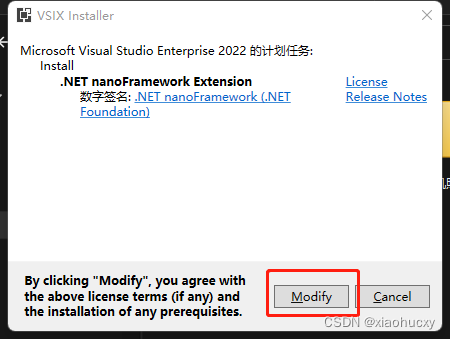 VSIX Installer
Microsoft Visual Studio Enterprise 2022 的计划任务:
Install
.NET nanoFramework Extension
License
数字签名: .NET nanoFramework (.NET
Release Notes
Foundation)
By clicking "Modify", you agree with
the above license terms (if any) and
the installation of any prerequisites.
Modify
Cancel
CSDN @xiaohucxy